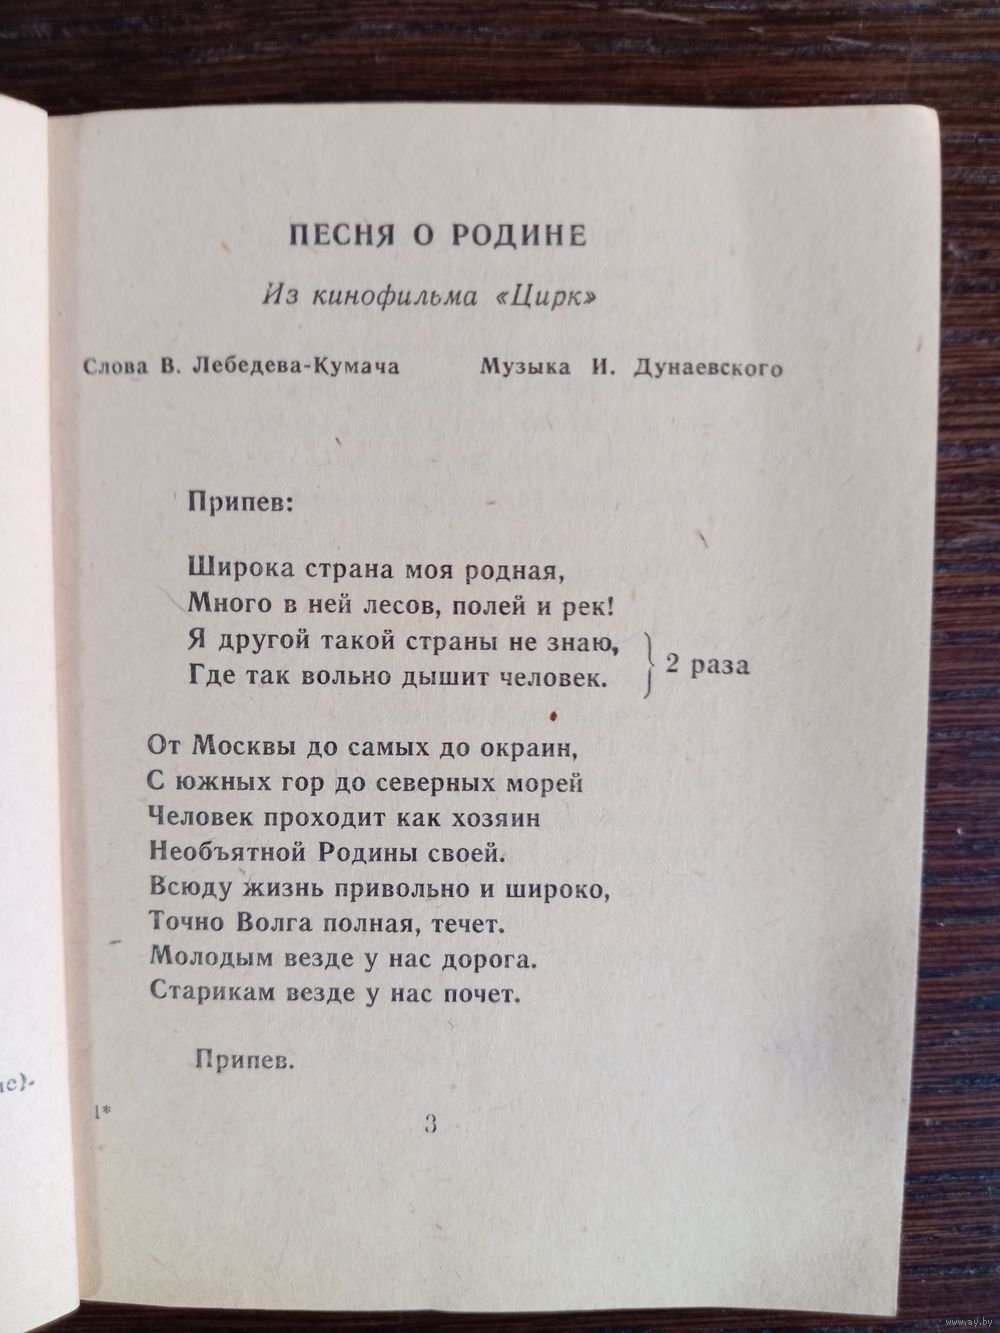 ПЕСНЯ О РОДИНЕ
Из кинофильма «Цирк»
Слова В. Лебедева-Кумача Музыка И. Дунаевского
Припев:
Широка страна моя родная,
Много в ней лесов, полей и рек!
Я другой такой страны не знаю,
Где так вольно дышит человек.
2 раза
От Москвы до самых до окраин,
С южных гор до северных морей
Человек проходит как хозяин
Необъятной Родины своей.
Всюду жизнь привольно и широко,
Точно Волга полная, течет.
Молодым везде у нас дорога.
Старикам везде у нас почет.
Припев.
1*
3
www.ay.by